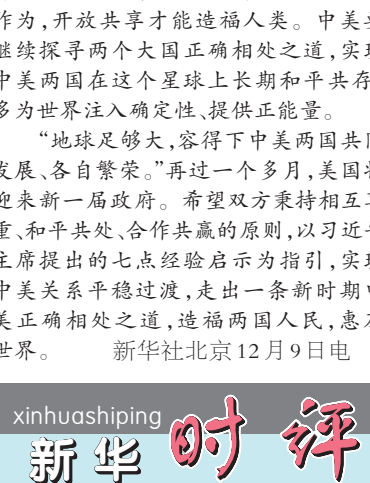 作为，开放共享才能造福人类。中美
继续探寻两个大国正确相处之道，实现
中美两国在这个星球上长期和平共存
多为世界注入确定性、提供正能量。
“地球足够大，容得下中美两国共同
发展、各自繁荣。”再过一个多月，美国将
迎来新一届政府。希望双方秉持相互尊
重、和平共处、合作共赢的原则，以习近平
主席提出的七点经验启示为指引，实现
中美关系平稳过渡，走出一条新时期中
美正确相处之道，造福两国人民，惠及
世界。 新华社北京12月9日电
xinhuashiping
新华时评